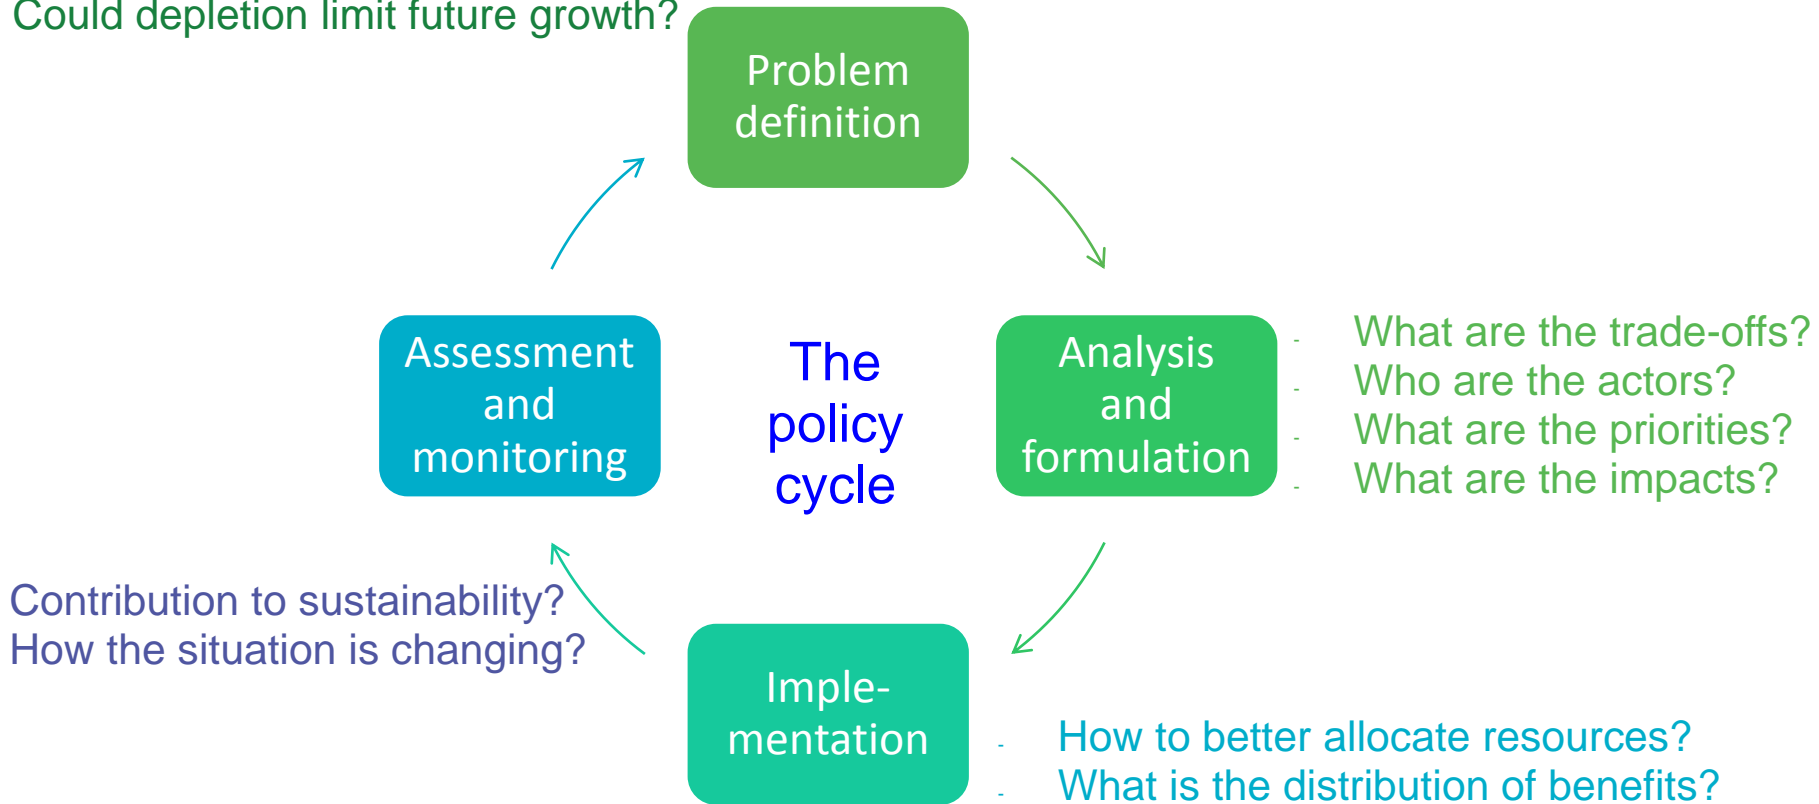 Could depletion limit future growth?
Problem
definition
Assessment
and
monitoring
The
policy
cycle
Analysis
and
formulation
- What are the trade-offs?
- Who are the actors?
- What are the priorities?
- What are the impacts?
Contribution to sustainability?
How the situation is changing?
Imple-
mentation
- How to better allocate resources?
- What is the distribution of benefits?